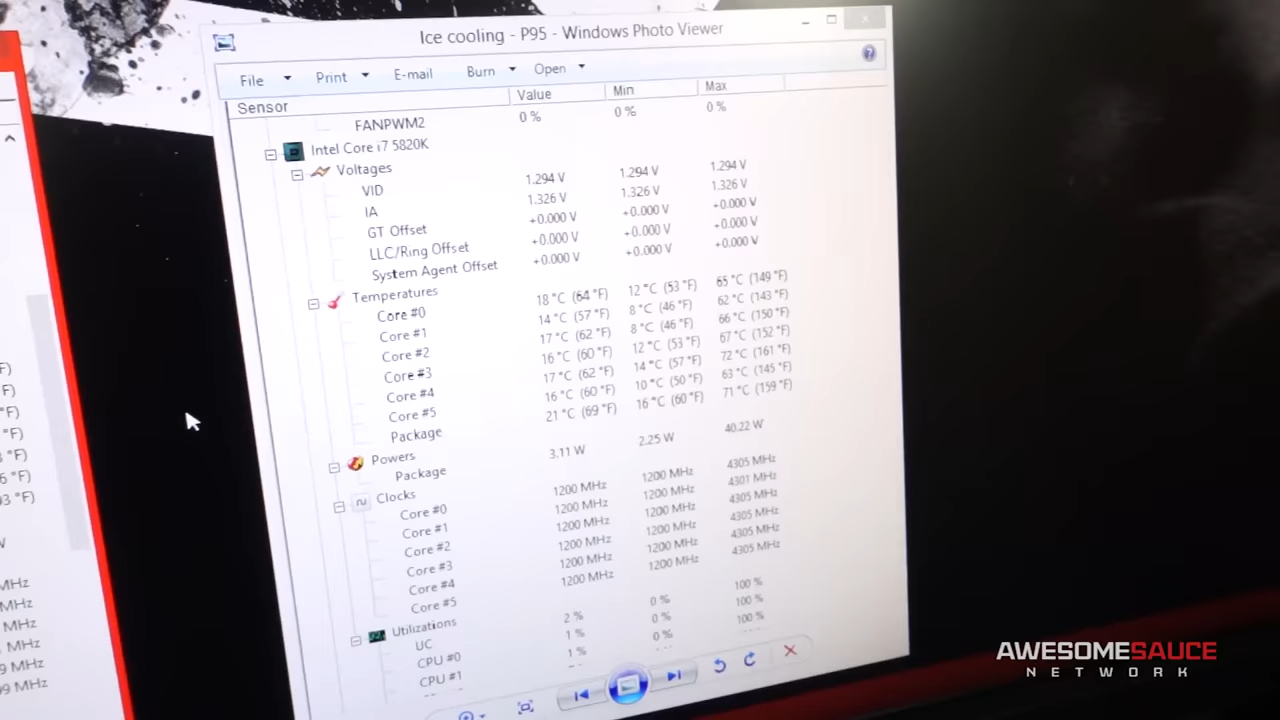 Ice cooling - P95 - Windows Photo Viewer
File Print E-mail Burn Open
Sensor Value Min Max
FANPWM2 0 % 0 % 0 %
Intel Core i7 5820K
Voltages
VID 1.294 V 1.294 V 1.294 V
IA 1.326 V 1.326 V 1.326 V
GT Offset +0.000 V +0.000 V +0.000 V
LLC/Ring Offset +0.000 V +0.000 V +0.000 V
System Agent Offset +0.000 V +0.000 V +0.000 V
Temperatures
Core #0 18 °C (64 °F) 12 °C (53 °F) 65 °C (149 °F)
Core #1 14 °C (57 °F) 8 °C (46 °F) 62 °C (143 °F)
Core #2 17 °C (62 °F) 8 °C (46 °F) 66 °C (150 °F)
Core #3 16 °C (60 °F) 12 °C (53 °F) 67 °C (152 °F)
Core #4 17 °C (62 °F) 14 °C (57 °F) 72 °C (161 °F)
Core #5 16 °C (60 °F) 10 °C (50 °F) 63 °C (145 °F)
Package 21 °C (69 °F) 16 °C (60 °F) 71 °C (159 °F)
Powers
Package 3.11 W 2.25 W 40.22 W
Clocks
Core #0 1200 MHz 1200 MHz 4305 MHz
Core #1 1200 MHz 1200 MHz 4301 MHz
Core #2 1200 MHz 1200 MHz 4305 MHz
Core #3 1200 MHz 1200 MHz 4305 MHz
Core #4 1200 MHz 1200 MHz 4305 MHz
Core #5 1200 MHz 1200 MHz 4305 MHz
Utilizations
UC 2 % 0 % 100 %
CPU #0 1 % 0 % 100 %
CPU #1 1 % 0 % 100 %
MHz
MHz
MHz
MHz
9 MHz
99 MHz
AWESOMESAUCE
NETWORK